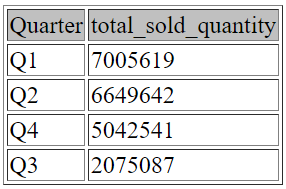 Quarter total_sold_quantity
Q1 7005619
Q2 6649642
Q4 5042541
Q3 2075087